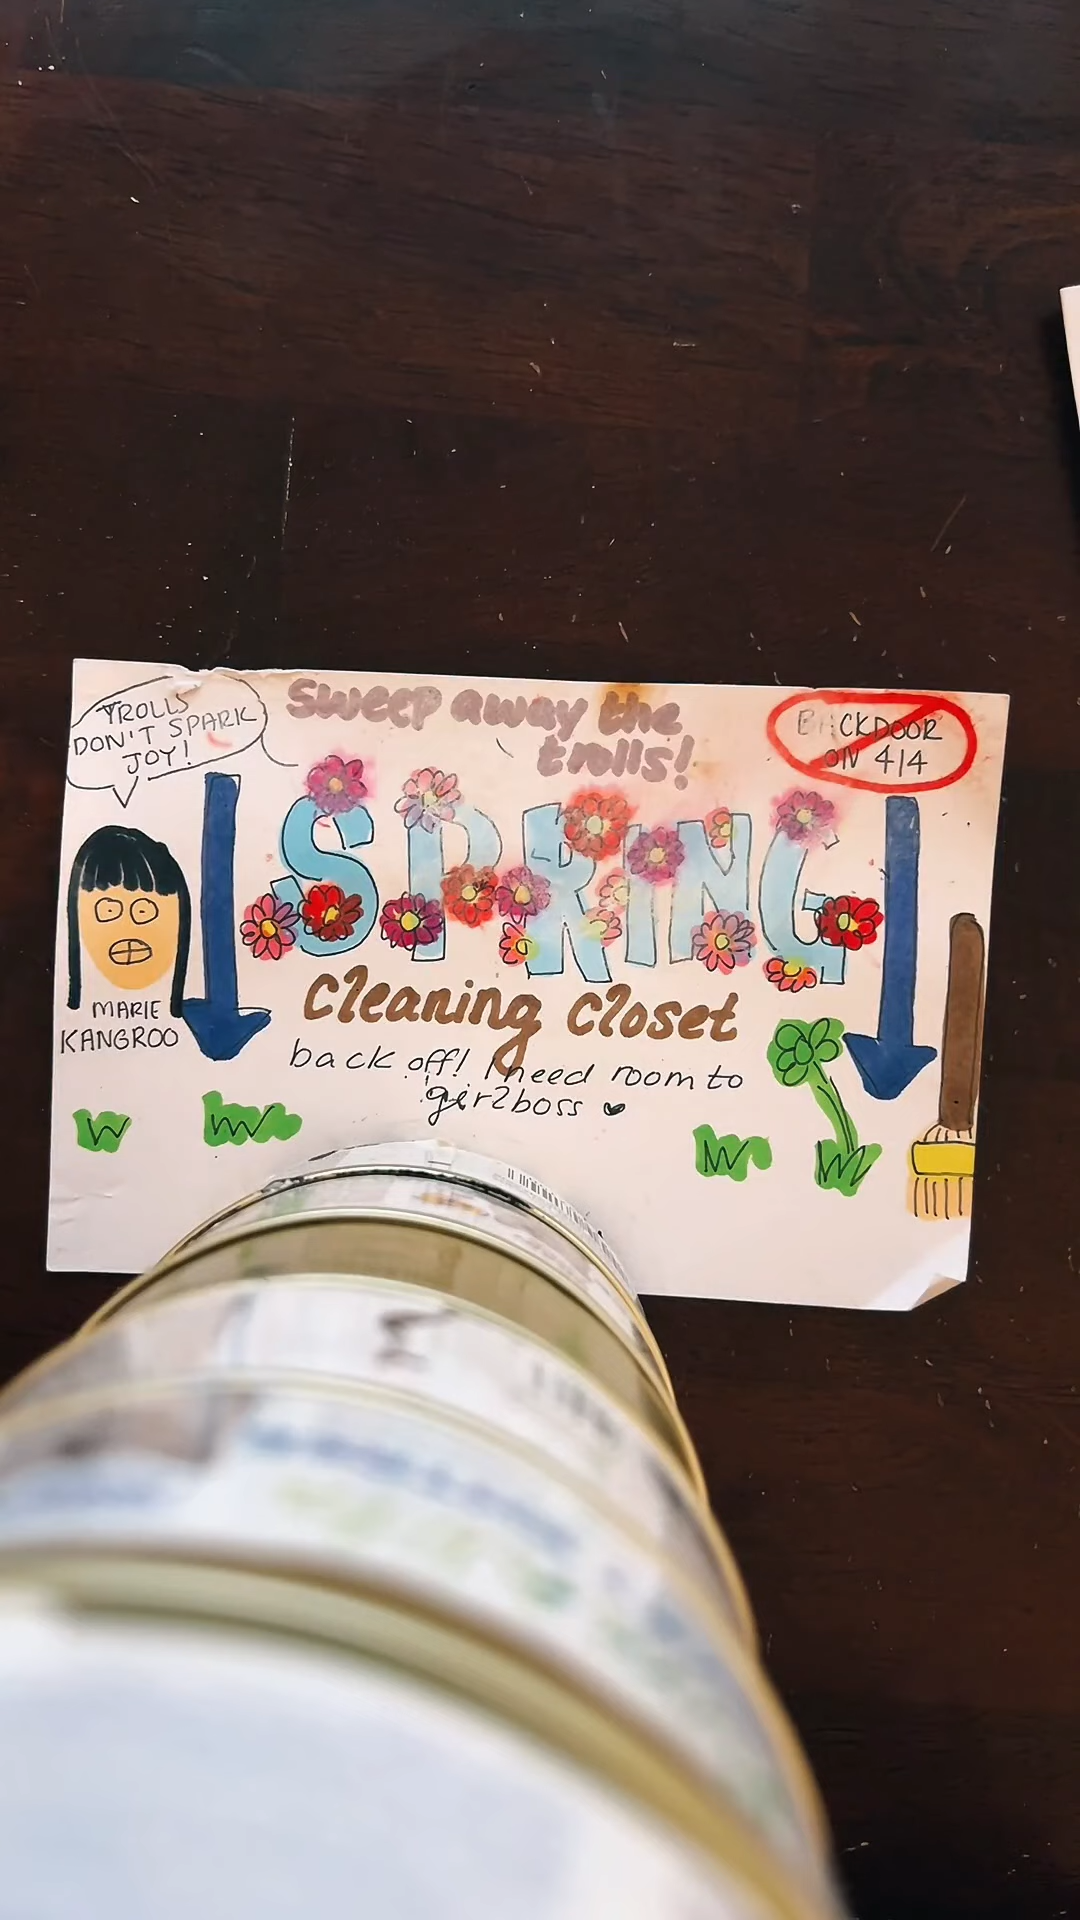 TROLLS
DON'T SPARK
JOY!
sweep away the
trolls!
BACKDOOR
ON 4/4
SPRING
cleaning closet
MARIE
KANGROO
back off! I need room to
girlboss